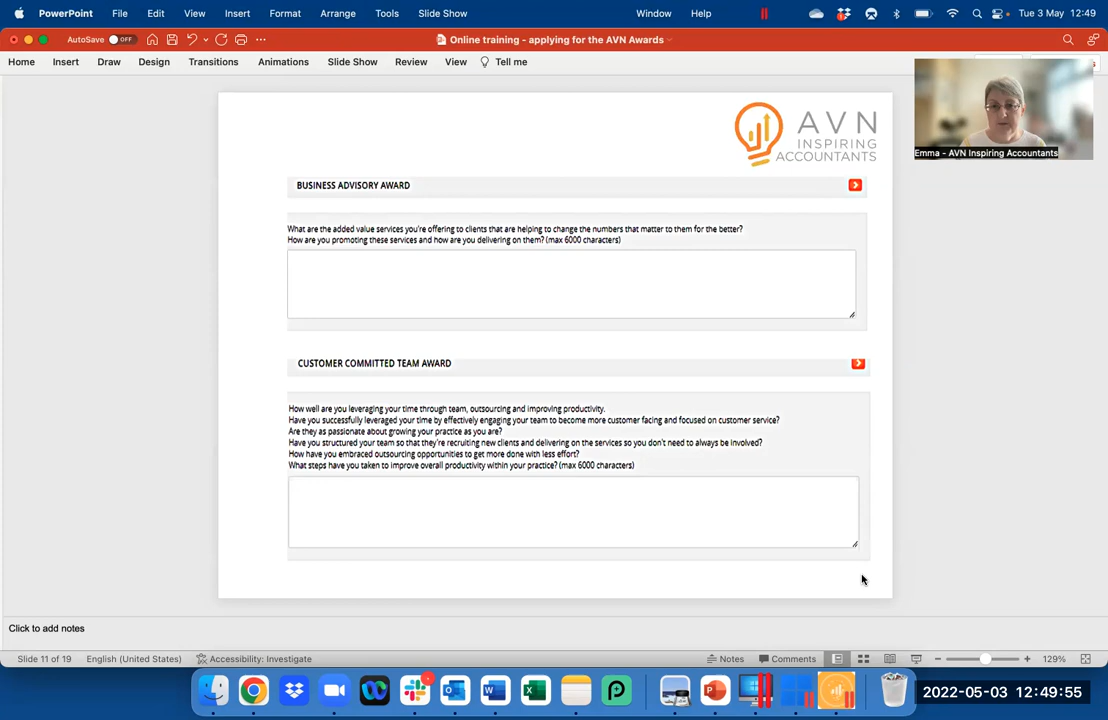 PowerPoint File Edit View Insert Format Arrange Tools Slide Show Window Help Tue 3 May 12:49
AutoSave OFF Online training - applying for the AVN Awards
Home Insert Draw Design Transitions Animations Slide Show Review View Tell me
Emma - AVN Inspiring Accountants
AVN
INSPIRING
ACCOUNTANTS
BUSINESS ADVISORY AWARD
What are the added value services you're offering to clients that are helping to change the numbers that matter to them for the better?
How are you promoting these services and how are you delivering on them? (max 6000 characters)
CUSTOMER COMMITTED TEAM AWARD
How well are you leveraging your time through team, outsourcing and improving productivity.
Have you successfully leveraged your time by effectively engaging your team to become more customer facing and focused on customer service?
Are they as passionate about growing your practice as you are?
Have you structured your team so that they're recruiting new clients and delivering on the services so you don't need to always be involved?
How have you embraced outsourcing opportunities to get more done with less effort?
What steps have you taken to improve overall productivity within your practice? (max 6000 characters)
Click to add notes
Slide 11 of 19 English (United States) Accessibility: Investigate Notes Comments 129%
2022-05-03 12:49:55